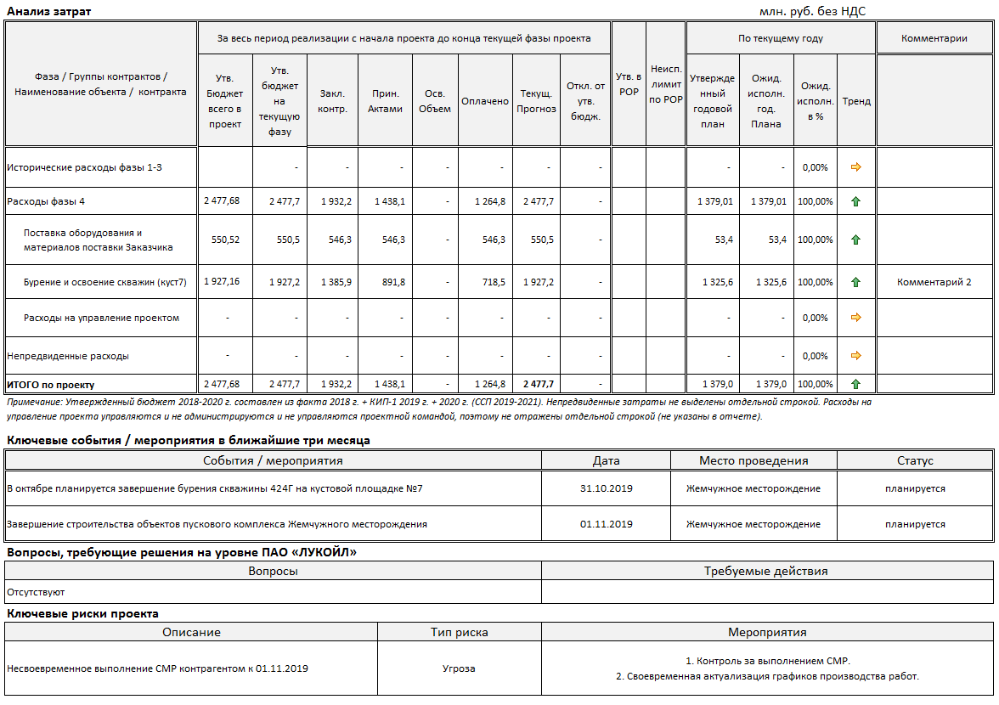 Анализ затрат
млн. руб. без НДС
Фаза / Группы контрактов /
Наименование объекта / контракта
За весь период реализации с начала проекта до конца текущей фазы проекта
Утв. в
РОР
Неисп.
лимит
по РОР
По текущему году
Комментарии
Утв.
Бюджет
всего в
проект
Утв.
бюджет
на
текущую
фазу
Закл.
контр.
Прин.
Актами
Осв.
Объем
Оплачено
Текущ.
Прогноз
Откл. от
утв.
бюдж.
Утвержде
нный
годовой
план
Ожид.
исполн.
год.
Плана
Ожид.
исполн.
в %
Тренд
Исторические расходы фазы 1-3 - - - - - - - - - 0,00%
Расходы фазы 4 2 477,68 2 477,7 1 932,2 1 438,1 - 1 264,8 2 477,7 - 1 379,01 1 379,01 100,00%
Поставка оборудования и
материалов поставки Заказчика 550,52 550,5 546,3 546,3 - 546,3 550,5 - 53,4 53,4 100,00%
Бурение и освоение скважин (куст7) 1 927,16 1 927,2 1 385,9 891,8 - 718,5 1 927,2 - 1 325,6 1 325,6 100,00% Комментарий 2
Расходы на управление проектом - - - - - - - - - - 0,00%
Непредвиденные расходы - - - - - - - - - - 0,00%
ИТОГО по проекту 2 477,68 2 477,7 1 932,2 1 438,1 - 1 264,8 2 477,7 - 1 379,0 1 379,0 100,00%
Примечание: Утвержденный бюджет 2018-2020 г. составлен из факта 2018 г. + КИП-1 2019 г. + 2020 г. (ССП 2019-2021). Непредвиденные затраты не выделены отдельной строкой. Расходы на
управление проекта управляются и не администрируются и не управляются проектной командой, поэтому не отражены отдельной строкой (не указаны в отчете).
Ключевые события / мероприятия в ближайшие три месяца
События / мероприятия Дата Место проведения Статус
В октябре планируется завершение бурения скважины 424Г на кустовой площадке №7 31.10.2019 Жемчужное месторождение планируется
Завершение строительства объектов пускового комплекса Жемчужного месторождения 01.11.2019 Жемчужное месторождение планируется
Вопросы, требующие решения на уровне ПАО «ЛУКОЙЛ»
Вопросы Требуемые действия
Отсутствуют
Ключевые риски проекта
Описание Тип риска Мероприятия
Несвоевременное выполнение СМР контрагентом к 01.11.2019 Угроза
1. Контроль за выполнением СМР.
2. Своевременная актуализация графиков производства работ.